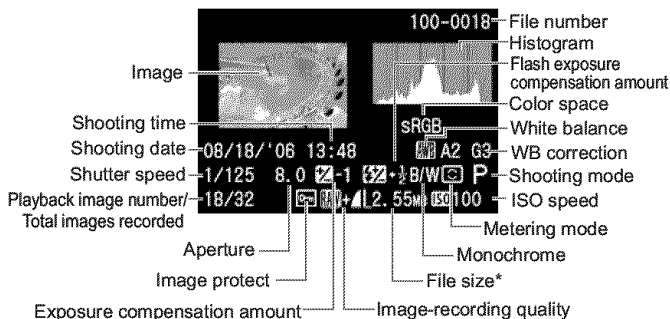 100-0018
File number
Histogram
Flash exposure
compensation amount
Image
Color space
sRGB
White balance
Shooting time
Shooting date
08/18/'06 13:48
A2 G3
WB correction
Shutter speed
1/125 8.0 -1 +½ B/W P
Shooting mode
Playback image number/
Total images recorded
18/32
+ L 2.55MB ISO 100
ISO speed
Metering mode
Aperture
Monochrome
Image protect
File size*
Exposure compensation amount
Image-recording quality